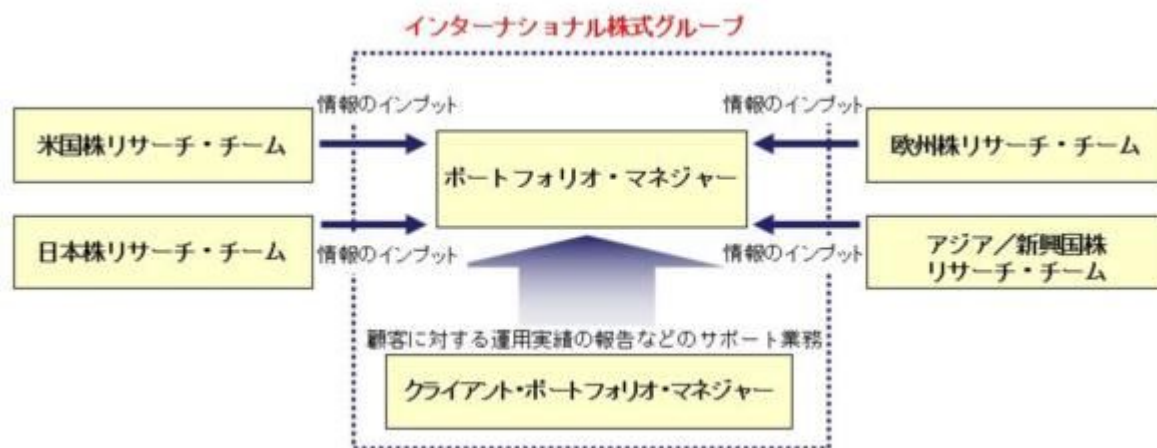 インターナショナル株式グループ
情報のインプット
情報のインプット
米国株リサーチ・チーム
欧州株リサーチ・チーム
ポートフォリオ・マネジャー
日本株リサーチ・チーム
情報のインプット
情報のインプット
アジア／新興国株
リサーチ・チーム
顧客に対する運用実績の報告などのサポート業務
クライアント・ポートフォリオ・マネジャー